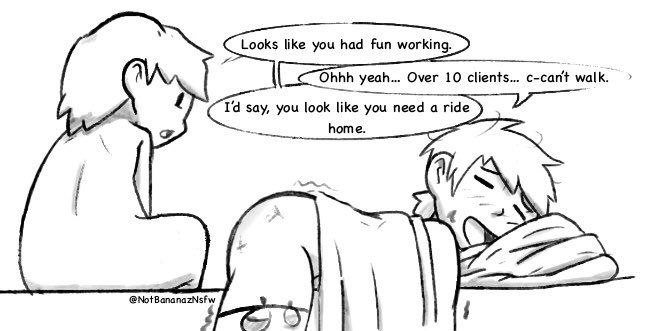 Looks like you had fun working.
Ohhh yeah... Over 10 clients... c-can't walk.
I'd say, you look like you need a ride
home.
@NotBananazNsfw